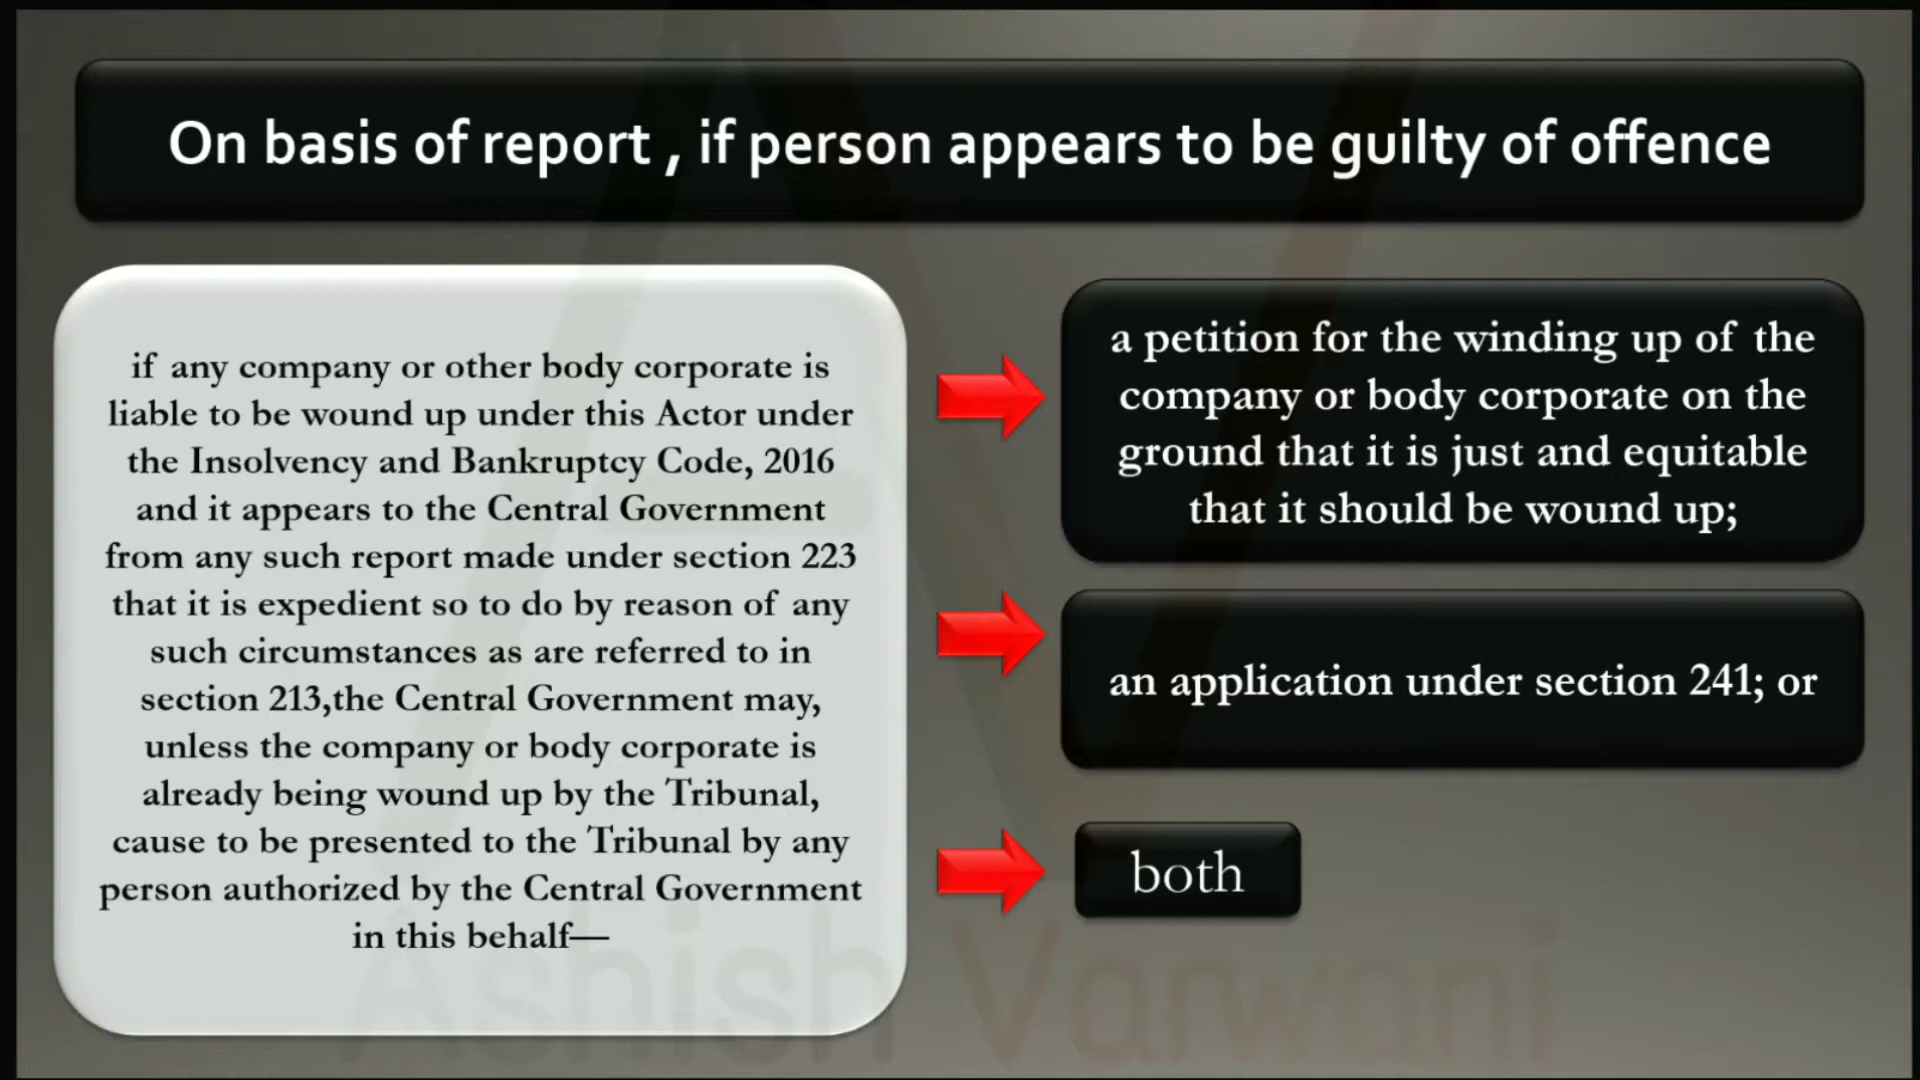 On basis of report , if person appears to be guilty of offence
if any company or other body corporate is
liable to be wound up under this Actor under
the Insolvency and Bankruptcy Code, 2016
and it appears to the Central Government
from any such report made under section 223
that it is expedient so to do by reason of any
such circumstances as are referred to in
section 213,the Central Government may,
unless the company or body corporate is
already being wound up by the Tribunal,
cause to be presented to the Tribunal by any
person authorized by the Central Government
in this behalf—
a petition for the winding up of the
company or body corporate on the
ground that it is just and equitable
that it should be wound up;
an application under section 241; or
both
Ashish Varwani